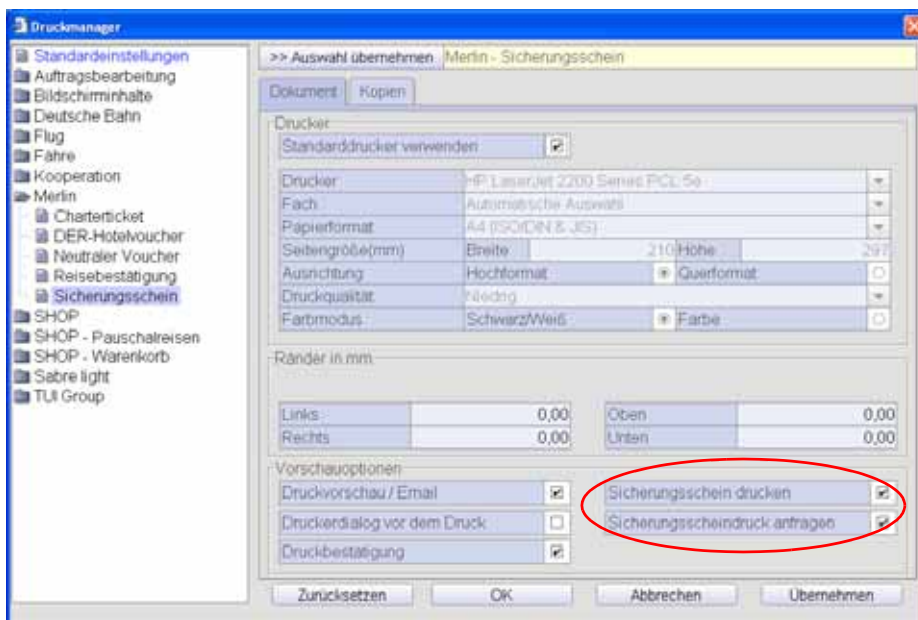 Druckmanager
Standardeinstellungen
Auftragsbearbeitung
Bildschirminhalte
Deutsche Bahn
Flug
Fähre
Kooperation
Merlin
Charterticket
DER-Hotelvoucher
Neutraler Voucher
Reisebestätigung
Sicherungsschein
SHOP
SHOP - Pauschalreisen
SHOP - Warenkorb
Sabre light
TUI Group
>> Auswahl übernehmen Merlin - Sicherungsschein
Dokument Kopien
Drucker
Standarddrucker verwenden
Drucker HP LaserJet 2200 Series PCL 5e
Fach Automatische Auswahl
Papierformat A4 (ISO/DIN & JIS)
Seitengröße(mm) Breite 210 Höhe 297
Ausrichtung Hochformat Querformat
Druckqualität Niedrig
Farbmodus Schwarz/Weiß Farbe
Ränder in mm
Links 0,00 Oben 0,00
Rechts 0,00 Unten 0,00
Vorschauoptionen
Druckvorschau / Email Sicherungsschein drucken
Druckerdialog vor dem Druck Sicherungsscheindruck anfragen
Druckbestätigung
Zurücksetzen OK Abbrechen Übernehmen